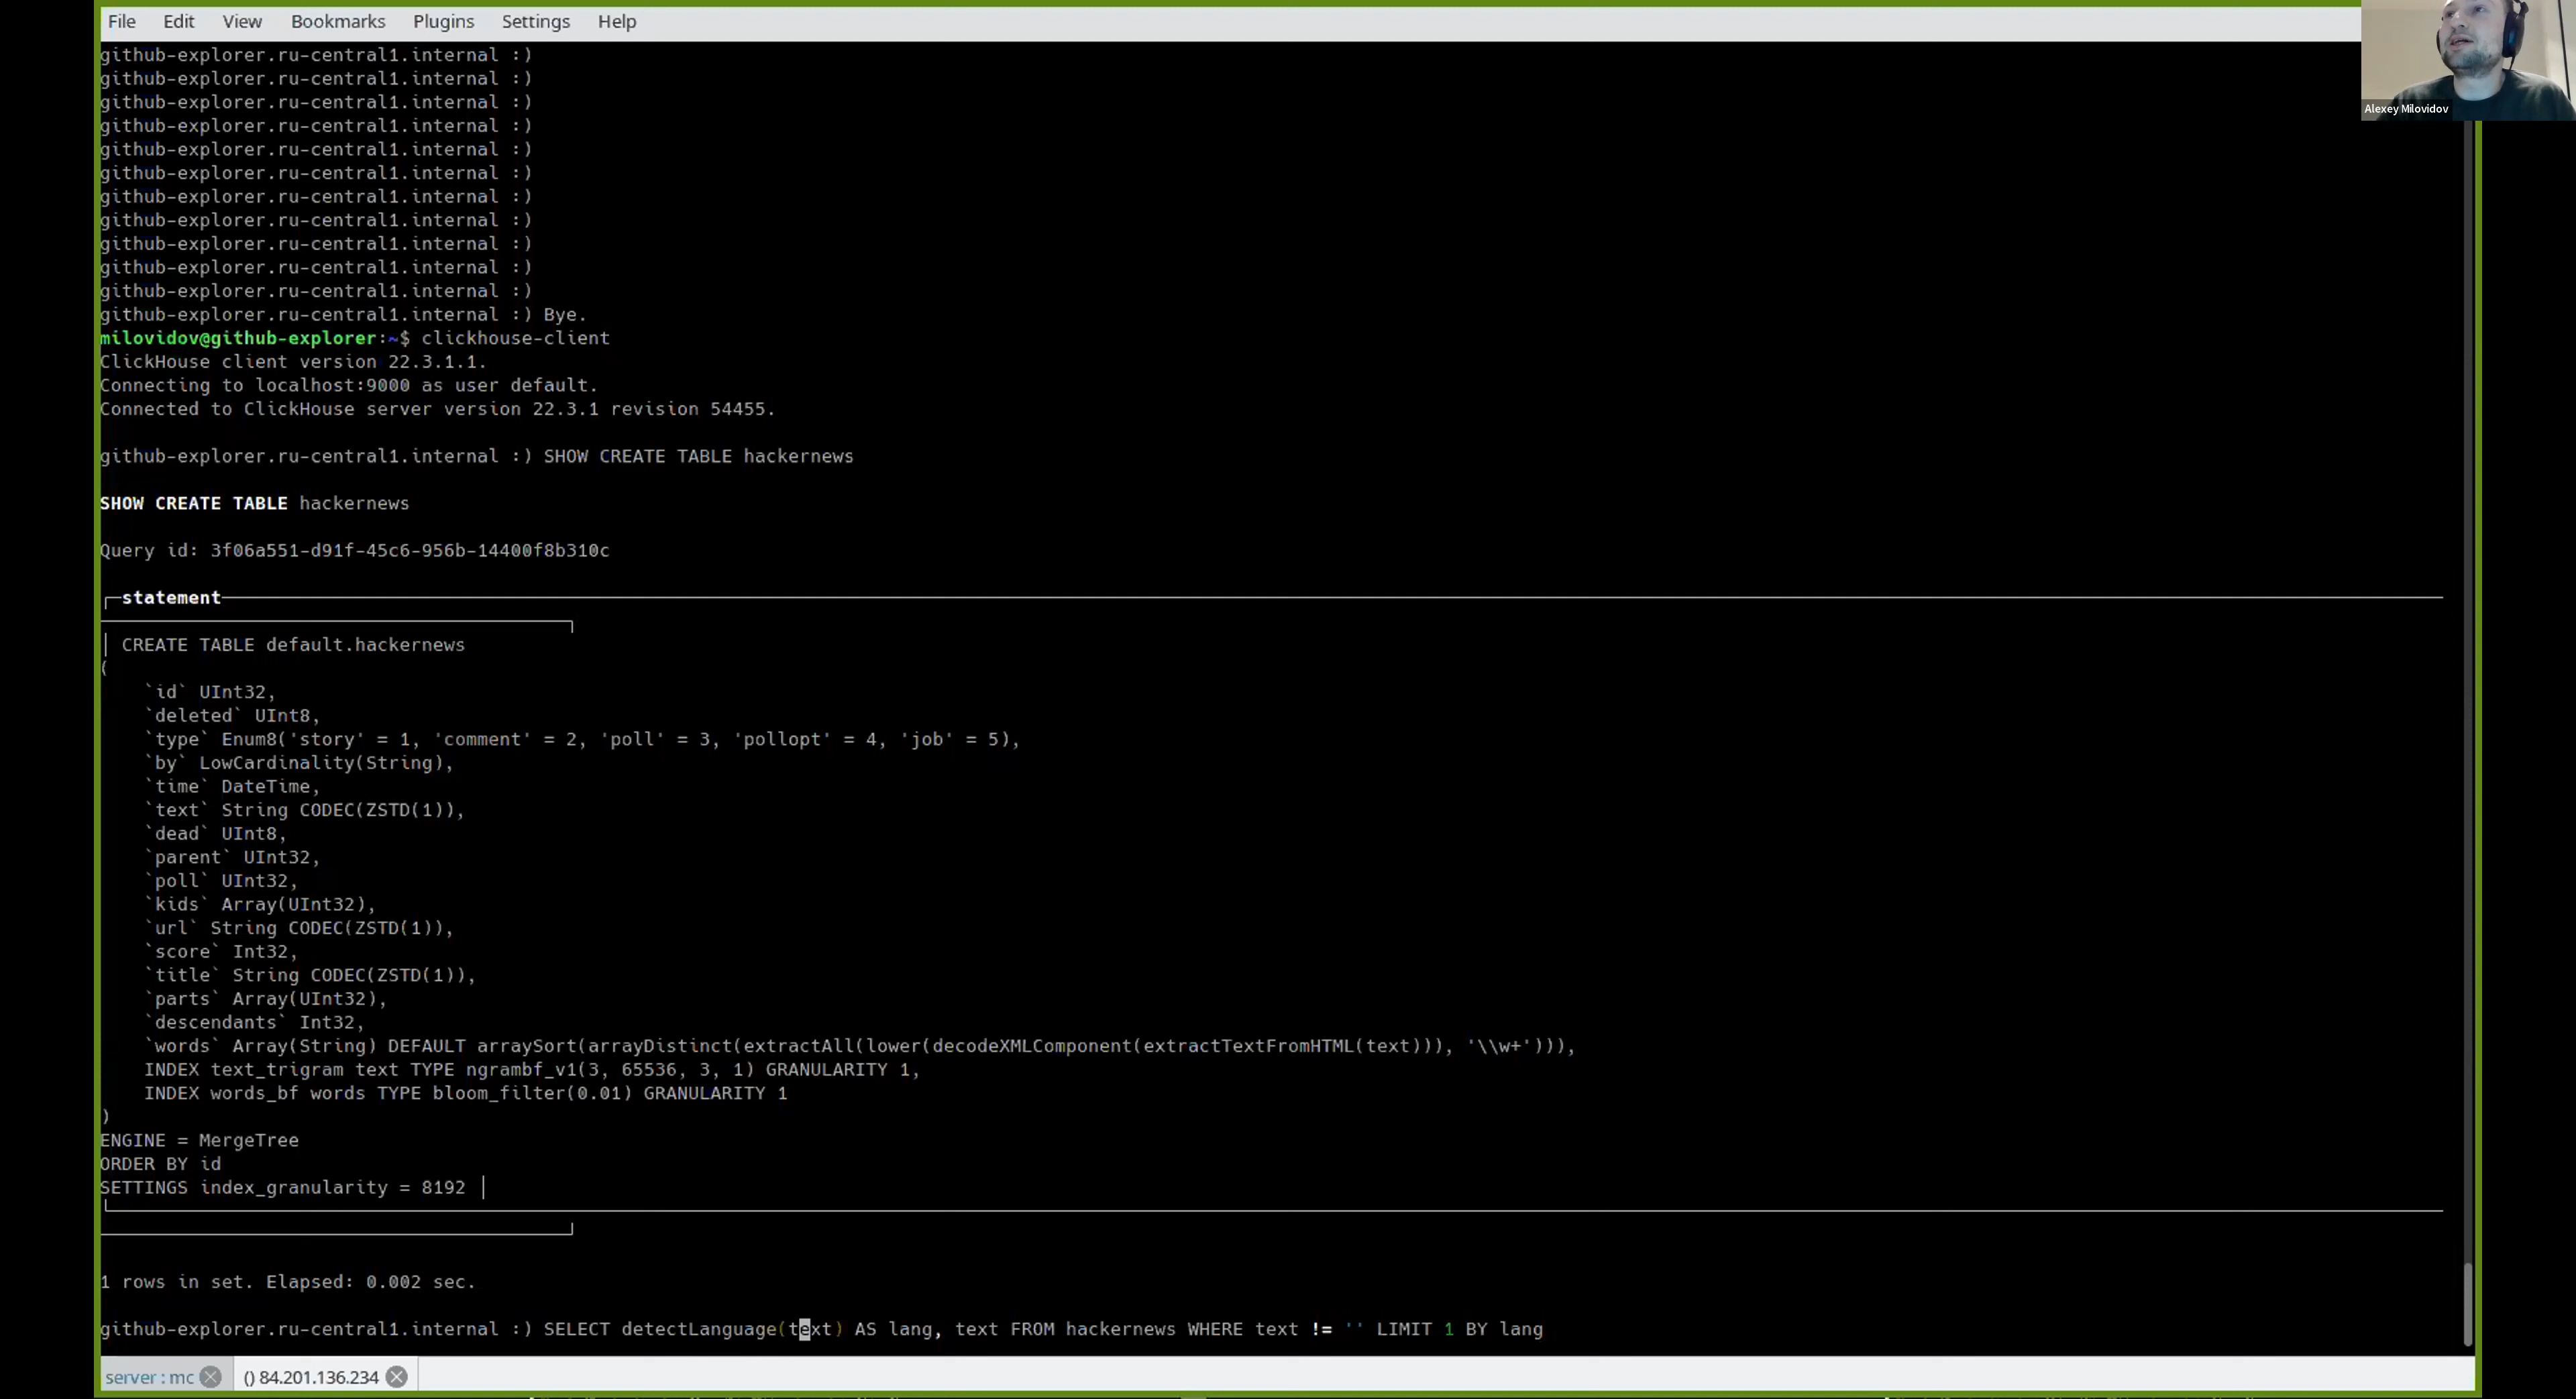 File Edit View Bookmarks Plugins Settings Help
github-explorer.ru-central1.internal :)
github-explorer.ru-central1.internal :)
github-explorer.ru-central1.internal :)
github-explorer.ru-central1.internal :)
github-explorer.ru-central1.internal :)
github-explorer.ru-central1.internal :)
github-explorer.ru-central1.internal :)
github-explorer.ru-central1.internal :)
github-explorer.ru-central1.internal :)
github-explorer.ru-central1.internal :)
github-explorer.ru-central1.internal :)
github-explorer.ru-central1.internal :) Bye.
milovidov@github-explorer:~$ clickhouse-client
ClickHouse client version 22.3.1.1.
Connecting to localhost:9000 as user default.
Connected to ClickHouse server version 22.3.1 revision 54455.
github-explorer.ru-central1.internal :) SHOW CREATE TABLE hackernews
SHOW CREATE TABLE hackernews
Query id: 3f06a551-d91f-45c6-956b-14400f8b310c
statement
CREATE TABLE default.hackernews
(
`id` UInt32,
`deleted` UInt8,
`type` Enum8('story' = 1, 'comment' = 2, 'poll' = 3, 'pollopt' = 4, 'job' = 5),
`by` LowCardinality(String),
`time` DateTime,
`text` String CODEC(ZSTD(1)),
`dead` UInt8,
`parent` UInt32,
`poll` UInt32,
`kids` Array(UInt32),
`url` String CODEC(ZSTD(1)),
`score` Int32,
`title` String CODEC(ZSTD(1)),
`parts` Array(UInt32),
`descendants` Int32,
`words` Array(String) DEFAULT arraySort(arrayDistinct(extractAll(lower(decodeXMLComponent(extractTextFromHTML(text))), '\\w+'))),
INDEX text_trigram text TYPE ngrambf_v1(3, 65536, 3, 1) GRANULARITY 1,
INDEX words_bf words TYPE bloom_filter(0.01) GRANULARITY 1
)
ENGINE = MergeTree
ORDER BY id
SETTINGS index_granularity = 8192
1 rows in set. Elapsed: 0.002 sec.
github-explorer.ru-central1.internal :) SELECT detectLanguage(text) AS lang, text FROM hackernews WHERE text != '' LIMIT 1 BY lang
server : mc
() 84.201.136.234
Alexey Milovidov